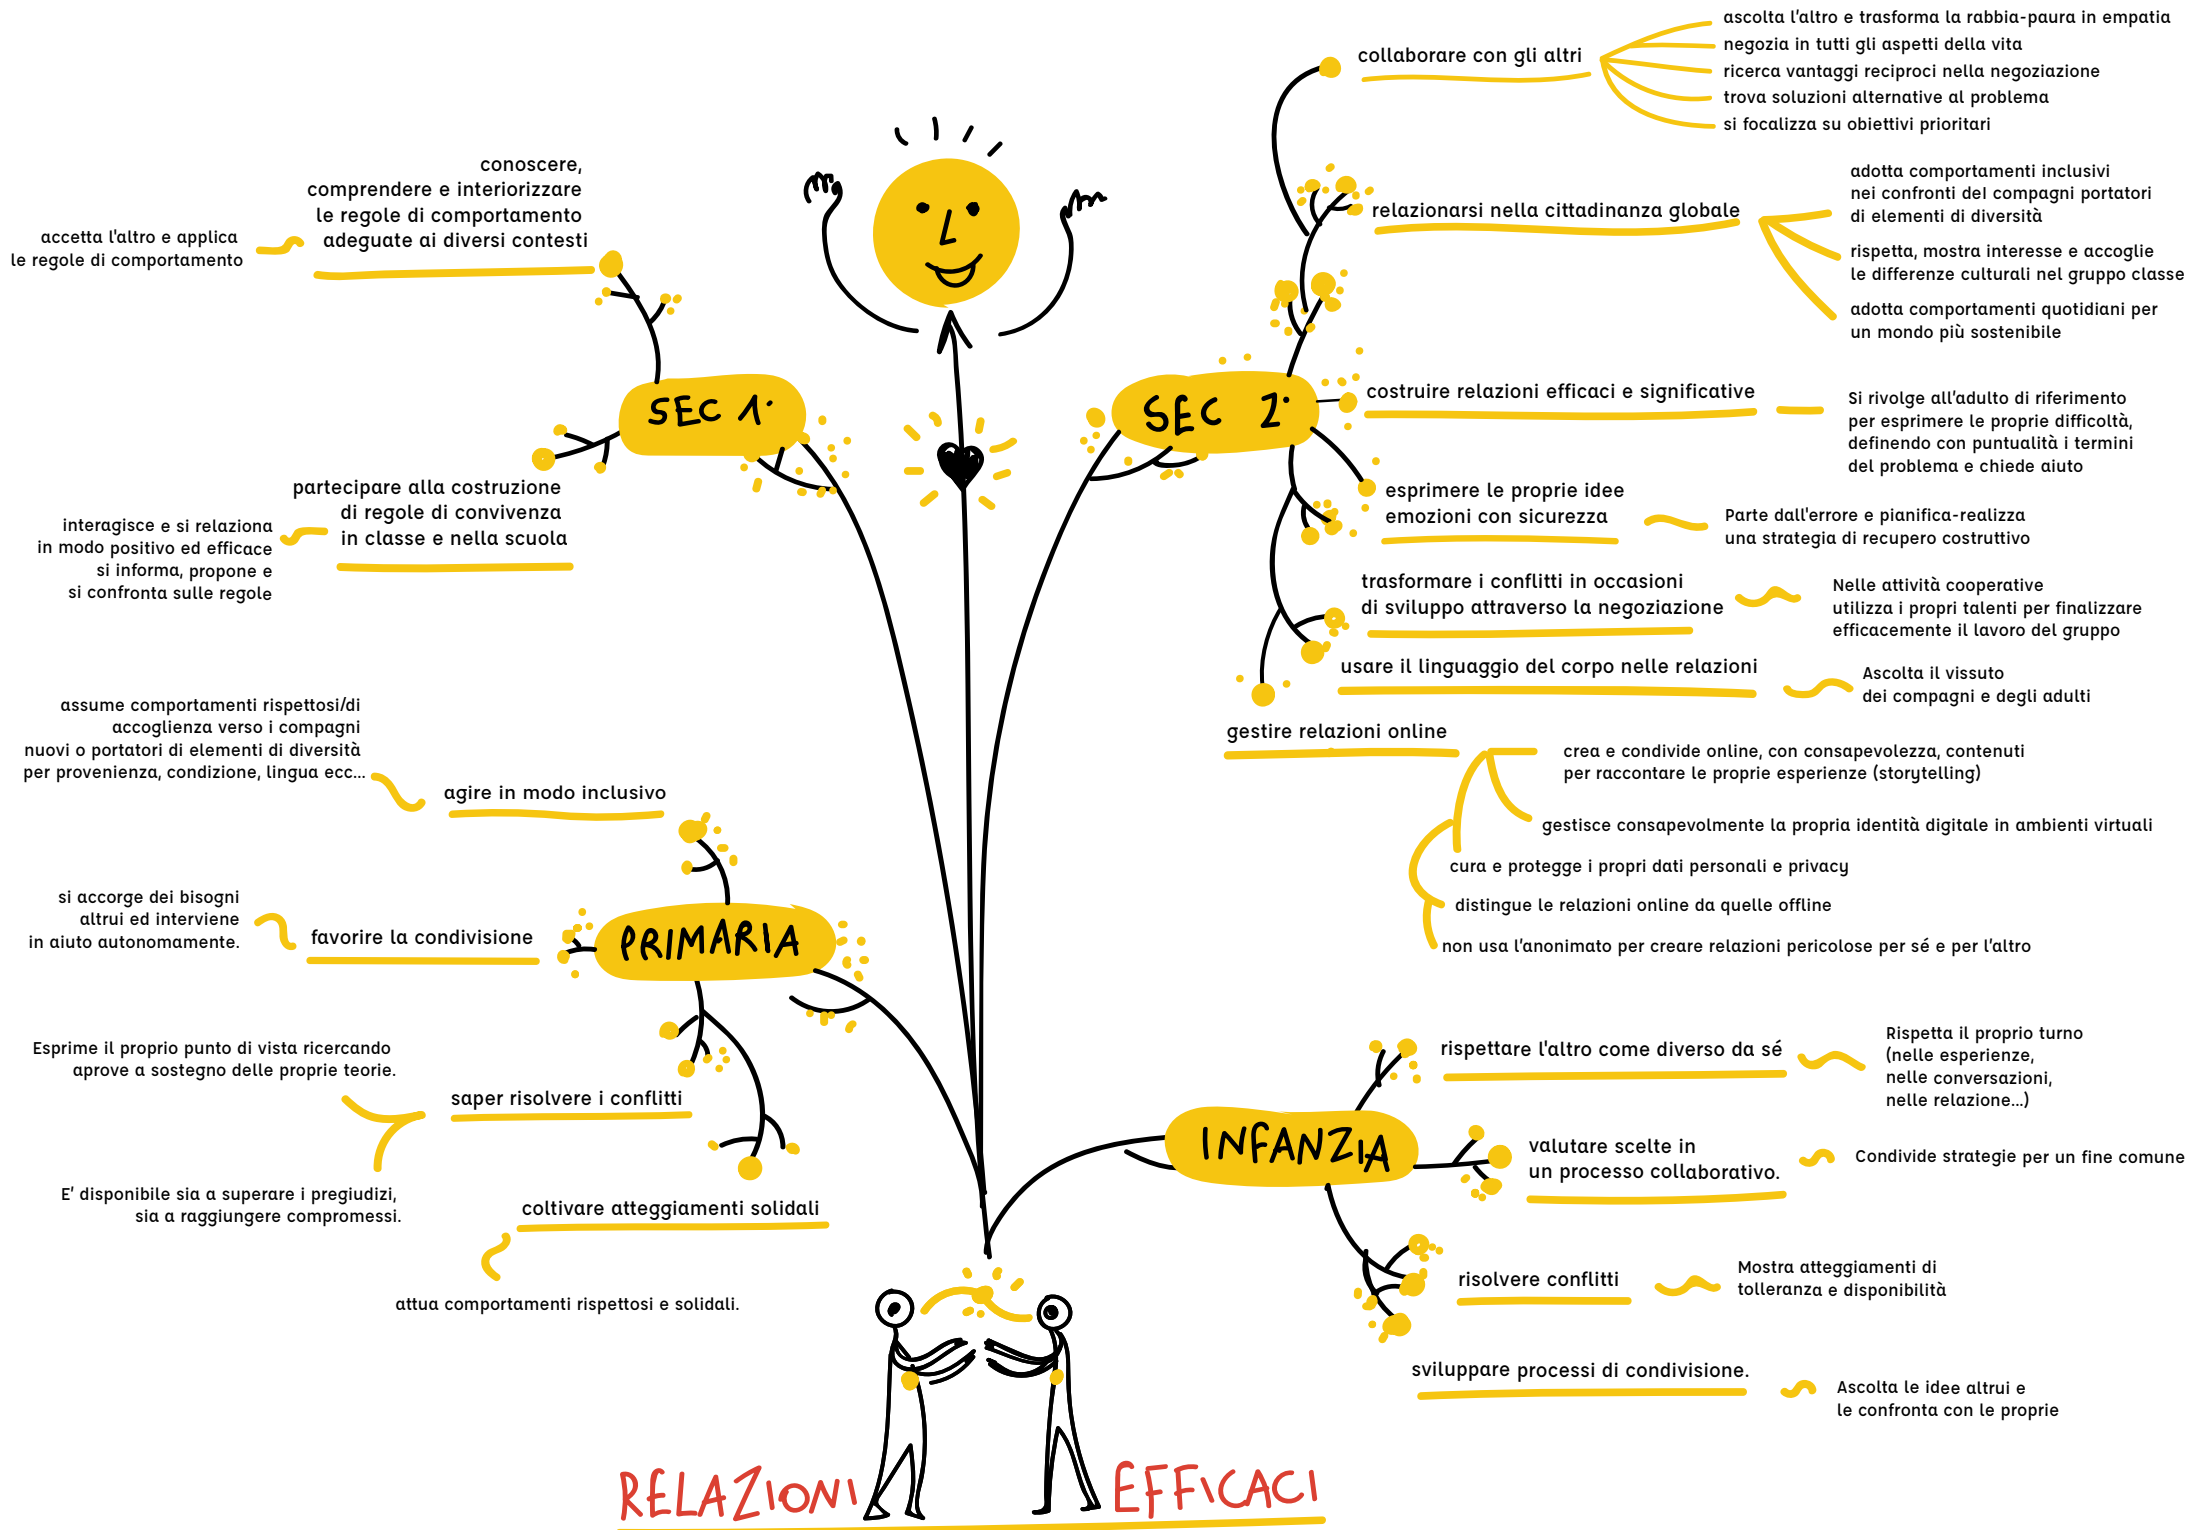 conoscere,
comprendere e interiorizzare
le regole di comportamento
adeguate ai diversi contesti
accetta l'altro e applica
le regole di comportamento
SEC 1°
partecipare alla costruzione
di regole di convivenza
in classe e nella scuola
interagisce e si relaziona
in modo positivo ed efficace
si informa, propone e
si confronta sulle regole
assume comportamenti rispettosi/di
accoglienza verso i compagni
nuovi o portatori di elementi di diversità
per provenienza, condizione, lingua ecc...
agire in modo inclusivo
si accorge dei bisogni
altrui ed interviene
in aiuto autonomamente.
favorire la condivisione
PRIMARIA
Esprime il proprio punto di vista ricercando
aprove a sostegno delle proprie teorie.
saper risolvere i conflitti
E' disponibile sia a superare i pregiudizi,
sia a raggiungere compromessi.
coltivare atteggiamenti solidali
attua comportamenti rispettosi e solidali.
collaborare con gli altri
ascolta l'altro e trasforma la rabbia-paura in empatia
negozia in tutti gli aspetti della vita
ricerca vantaggi reciproci nella negoziazione
trova soluzioni alternative al problema
si focalizza su obiettivi prioritari
relazionarsi nella cittadinanza globale
adotta comportamenti inclusivi
nei confronti deI compagni portatori
di elementi di diversità
rispetta, mostra interesse e accoglie
le differenze culturali nel gruppo classe
adotta comportamenti quotidiani per
un mondo più sostenibile
SEC 2°
costruire relazioni efficaci e significative
Si rivolge all'adulto di riferimento
per esprimere le proprie difficoltà,
definendo con puntualità i termini
del problema e chiede aiuto
esprimere le proprie idee
emozioni con sicurezza
Parte dall'errore e pianifica-realizza
una strategia di recupero costruttivo
trasformare i conflitti in occasioni
di sviluppo attraverso la negoziazione
Nelle attività cooperative
utilizza i propri talenti per finalizzare
efficacemente il lavoro del gruppo
usare il linguaggio del corpo nelle relazioni
Ascolta il vissuto
dei compagni e degli adulti
gestire relazioni online
crea e condivide online, con consapevolezza, contenuti
per raccontare le proprie esperienze (storytelling)
gestisce consapevolmente la propria identità digitale in ambienti virtuali
cura e protegge i propri dati personali e privacy
distingue le relazioni online da quelle offline
non usa l'anonimato per creare relazioni pericolose per sé e per l'altro
INFANZIA
rispettare l'altro come diverso da sé
Rispetta il proprio turno
(nelle esperienze,
nelle conversazioni,
nelle relazione...)
valutare scelte in
un processo collaborativo.
Condivide strategie per un fine comune
risolvere conflitti
Mostra atteggiamenti di
tolleranza e disponibilità
sviluppare processi di condivisione.
Ascolta le idee altrui e
le confronta con le proprie
RELAZIONI EFFICACI